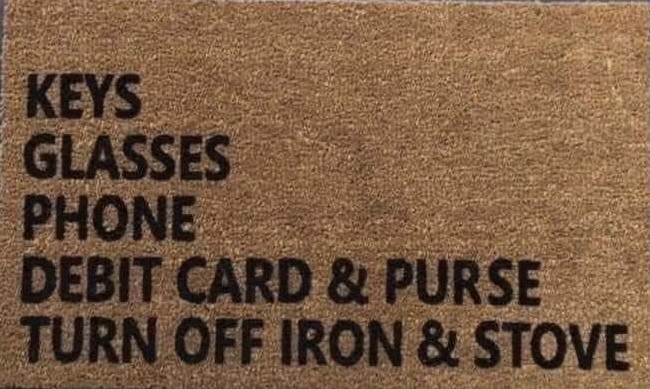 KEYS
GLASSES
PHONE
DEBIT CARD & PURSE
TURN OFF IRON & STOVE